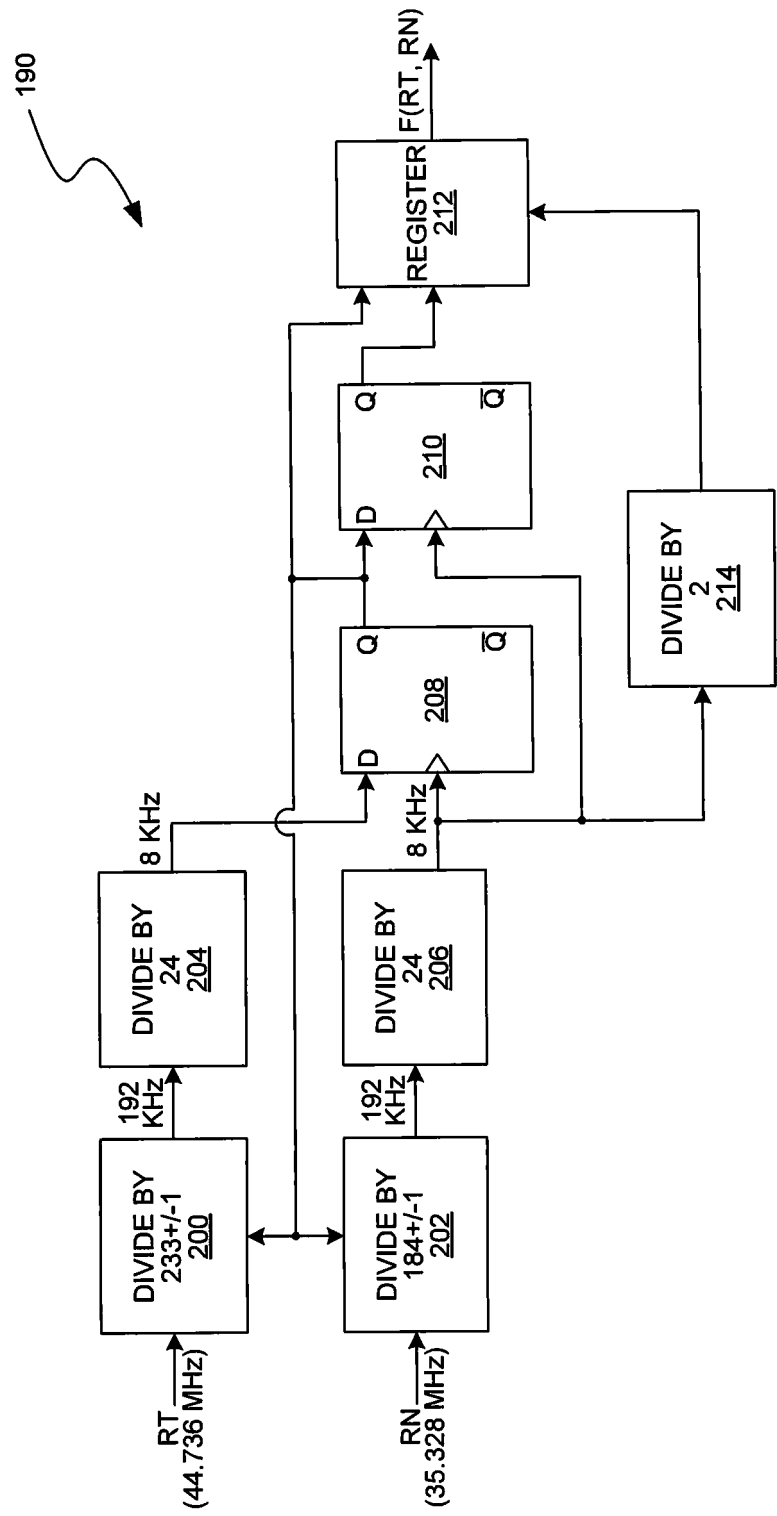 190
RT
(44.736 MHz)
DIVIDE BY
233+/-1
200
192
KHz
DIVIDE BY
24
204
8 KHz
RN
(35.328 MHz)
DIVIDE BY
184+/-1
202
192
KHz
DIVIDE BY
24
206
8 KHz
D
Q
208
Q̅
D
Q
210
Q̅
REGISTER
212
F(RT, RN)
DIVIDE BY
2
214